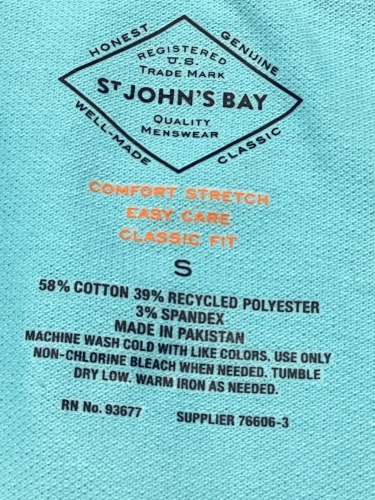 HONEST
GENUINE
REGISTERED
U.S.
TRADE MARK
ST JOHN'S BAY
QUALITY
MENSWEAR
WELL-MADE
CLASSIC
COMFORT STRETCH
EASY CARE
CLASSIC FIT
S
58% COTTON 39% RECYCLED POLYESTER
3% SPANDEX
MADE IN PAKISTAN
MACHINE WASH COLD WITH LIKE COLORS. USE ONLY
NON-CHLORINE BLEACH WHEN NEEDED. TUMBLE
DRY LOW. WARM IRON AS NEEDED.
RN No. 93677 SUPPLIER 76606-3